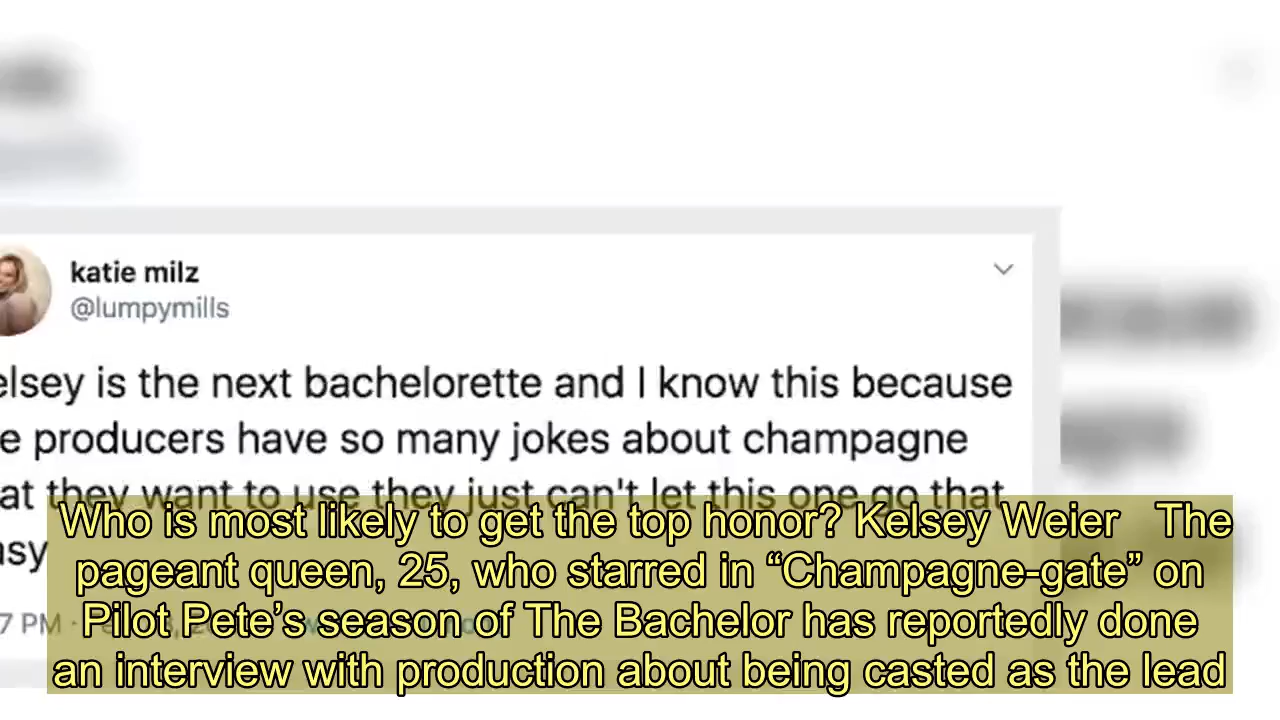 katie milz
@lumpymills
elsey is the next bachelorette and I know this because
e producers have so many jokes about champagne
at they want to use they just can't let this one go that
asy
7 PM ·
Who is most likely to get the top honor? Kelsey Weier The
pageant queen, 25, who starred in “Champagne-gate” on
Pilot Pete’s season of The Bachelor has reportedly done
an interview with production about being casted as the lead